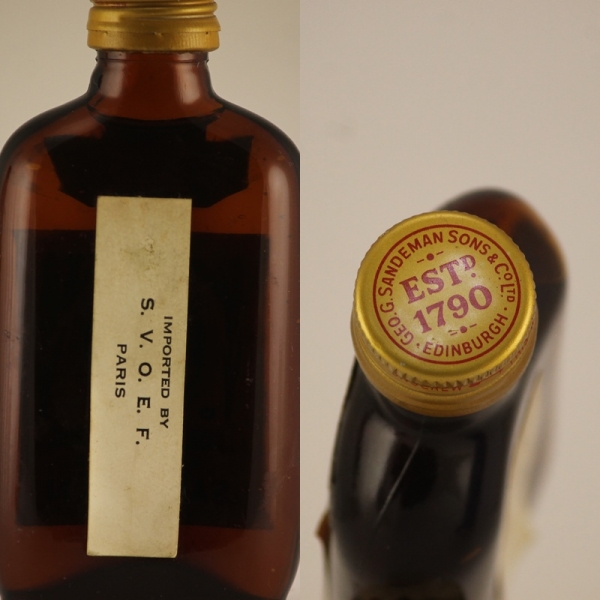 IMPORTED BY
S. V. O. E. F.
PARIS
GEO. G. SANDEMAN SONS & CO LTD
ESTD.
1790
· EDINBURGH ·